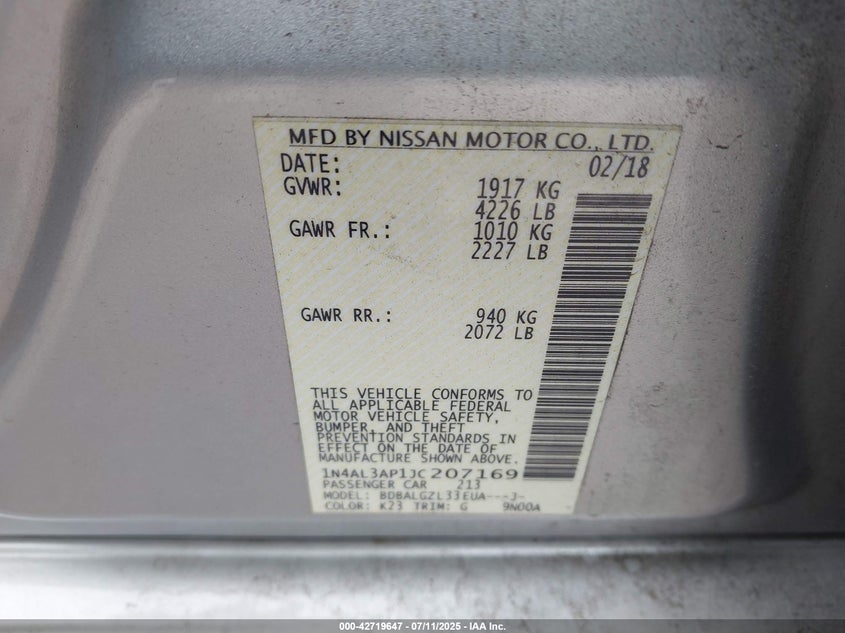 MFD BY NISSAN MOTOR CO., LTD.
DATE: 02/18
GVWR: 1917 KG
4226 LB
GAWR FR.: 1010 KG
2227 LB
GAWR RR.: 940 KG
2072 LB
THIS VEHICLE CONFORMS TO
ALL APPLICABLE FEDERAL
MOTOR VEHICLE SAFETY,
BUMPER, AND THEFT
PREVENTION STANDARDS IN
EFFECT ON THE DATE OF
MANUFACTURE SHOWN ABOVE.
1N4AL3AP1JC207169
PASSENGER CAR 213
MODEL: BDBALGZL33EUA---J-
COLOR: K23 TRIM: G 9N00A
000-42719647 - 07/11/2025 - IAA Inc.